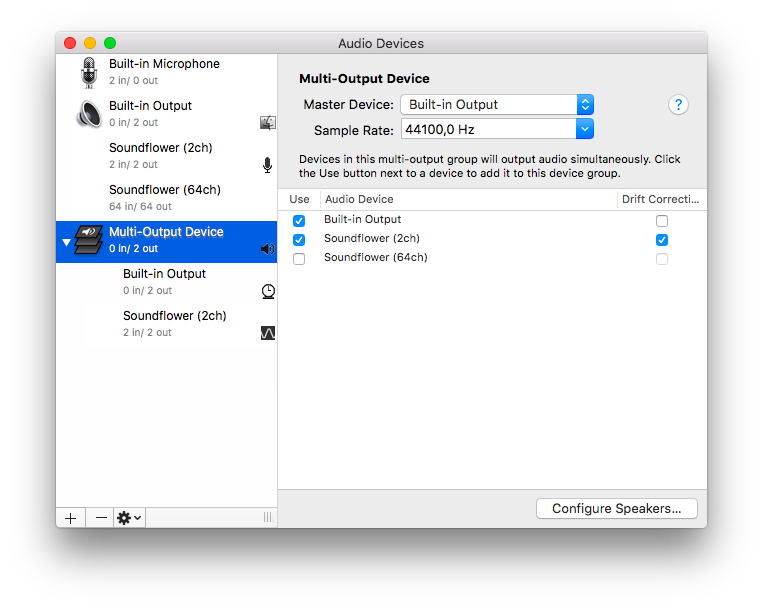 Audio Devices
Built-in Microphone
2 in/ 0 out
Built-in Output
0 in/ 2 out
Soundflower (2ch)
2 in/ 2 out
Soundflower (64ch)
64 in/ 64 out
Multi-Output Device
0 in/ 2 out
Built-in Output
0 in/ 2 out
Soundflower (2ch)
2 in/ 2 out
Multi-Output Device
Master Device: Built-in Output
?
Sample Rate: 44100,0 Hz
Devices in this multi-output group will output audio simultaneously. Click
the Use button next to a device to add it to this device group.
Use Audio Device Drift Correcti...
Built-in Output
Soundflower (2ch)
Soundflower (64ch)
Configure Speakers...